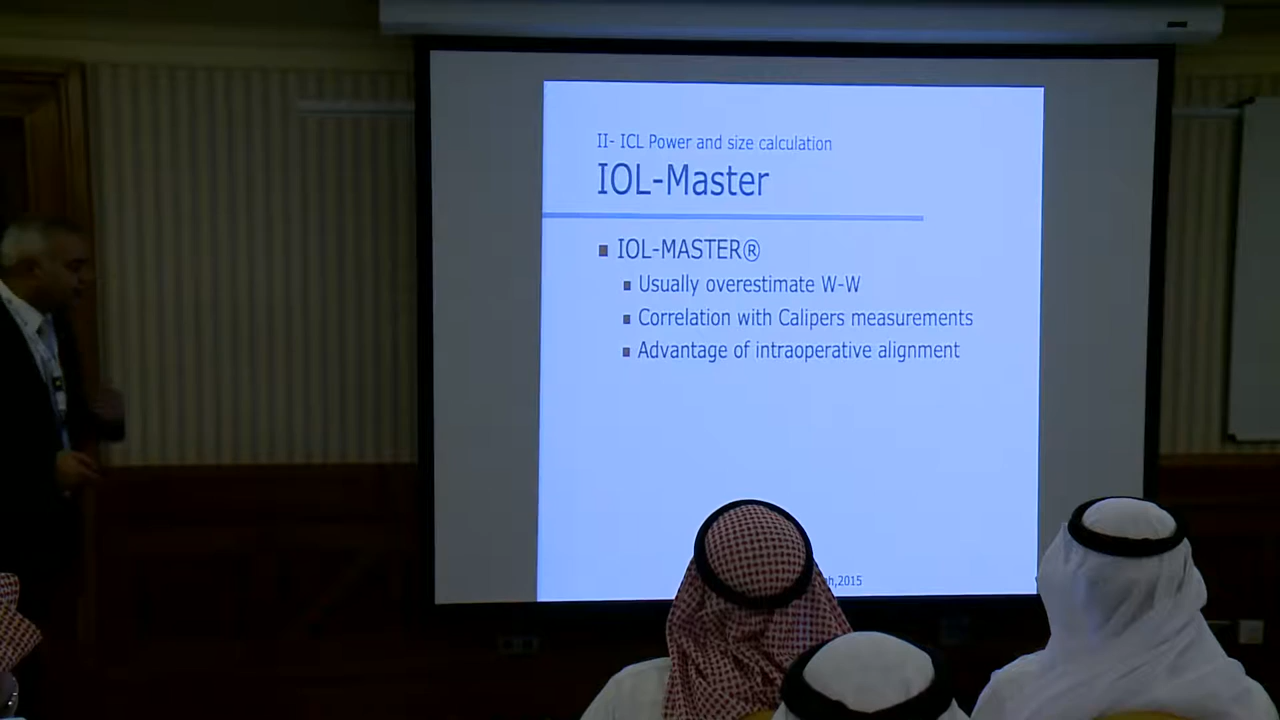 II- ICL Power and size calculation
IOL-Master
IOL-MASTER®
Usually overestimate W-W
Correlation with Calipers measurements
Advantage of intraoperative alignment
2015